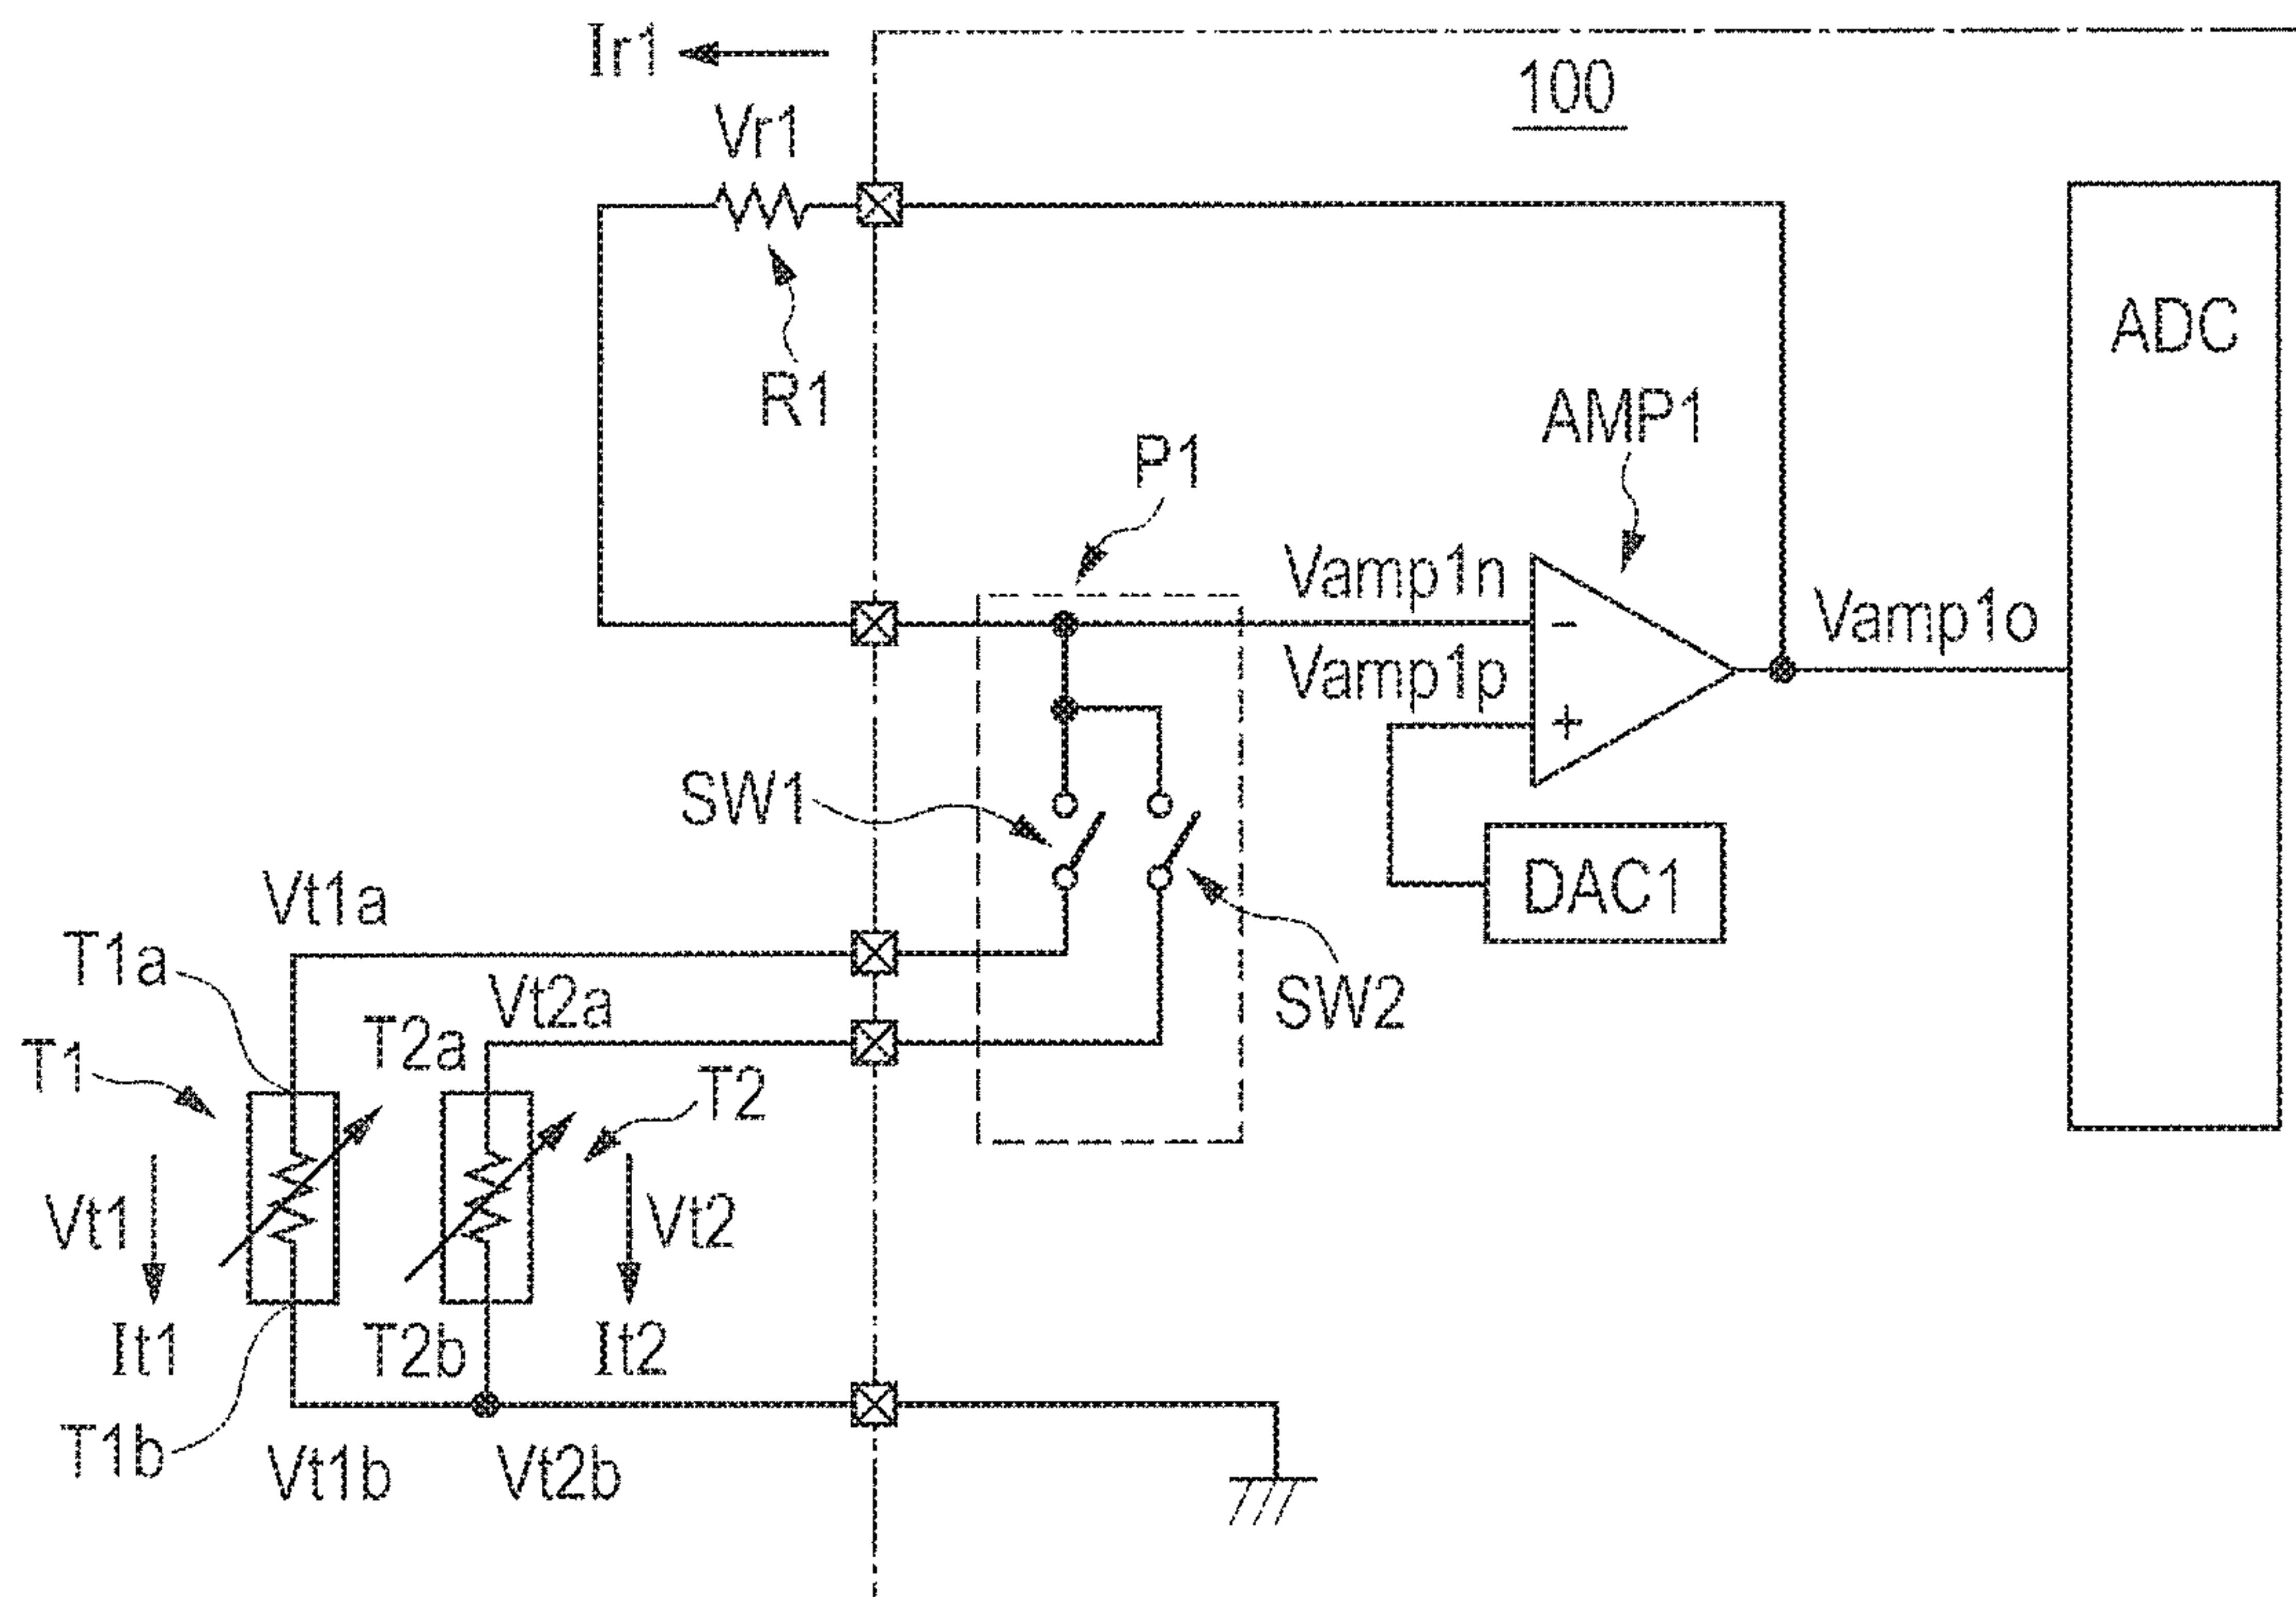 Ir1
100
Vr1
ADC
R1
AMP1
P1
Vamp1n
Vamp1o
-
Vamp1p
+
SW1
DAC1
Vt1a
T1a
Vt2a
SW2
T2a
T1
T2
Vt1
Vt2
It1
T2b
It2
T1b
Vt1b
Vt2b